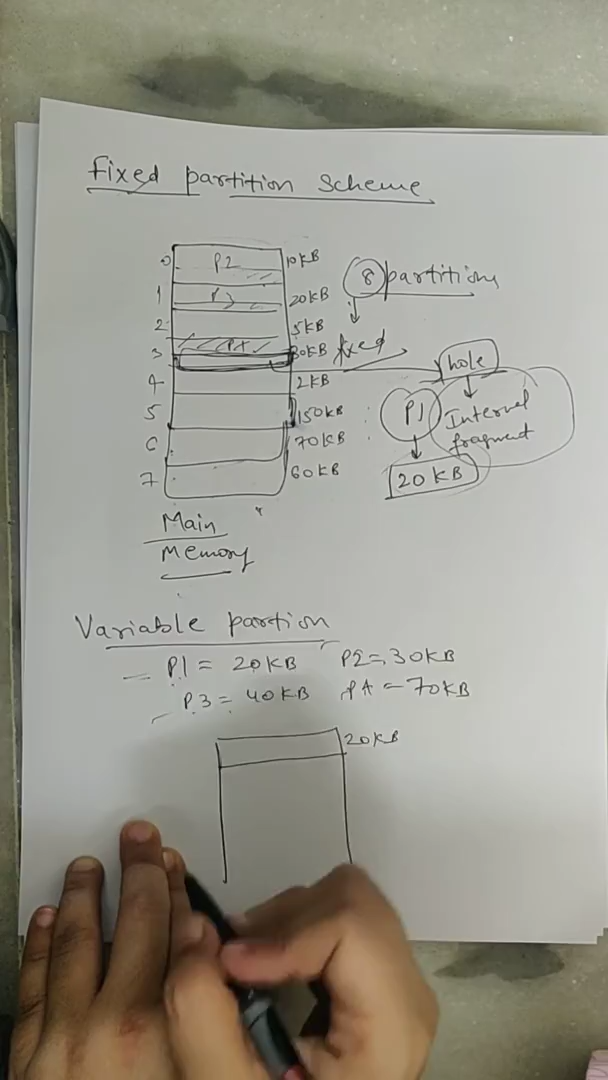 Fixed partition Scheme
0 P2 10KB
8 partitions
1 P3 20KB
2 5KB
3 P4 30KB fixed
hole
4 2KB
5 150KB : P1 Internal
fragment
6 70KB :
7 60KB 20KB
Main
Memory
Variable partion
P1 = 20KB P2 = 30KB
P3 = 40KB P4 = 70KB
20KB